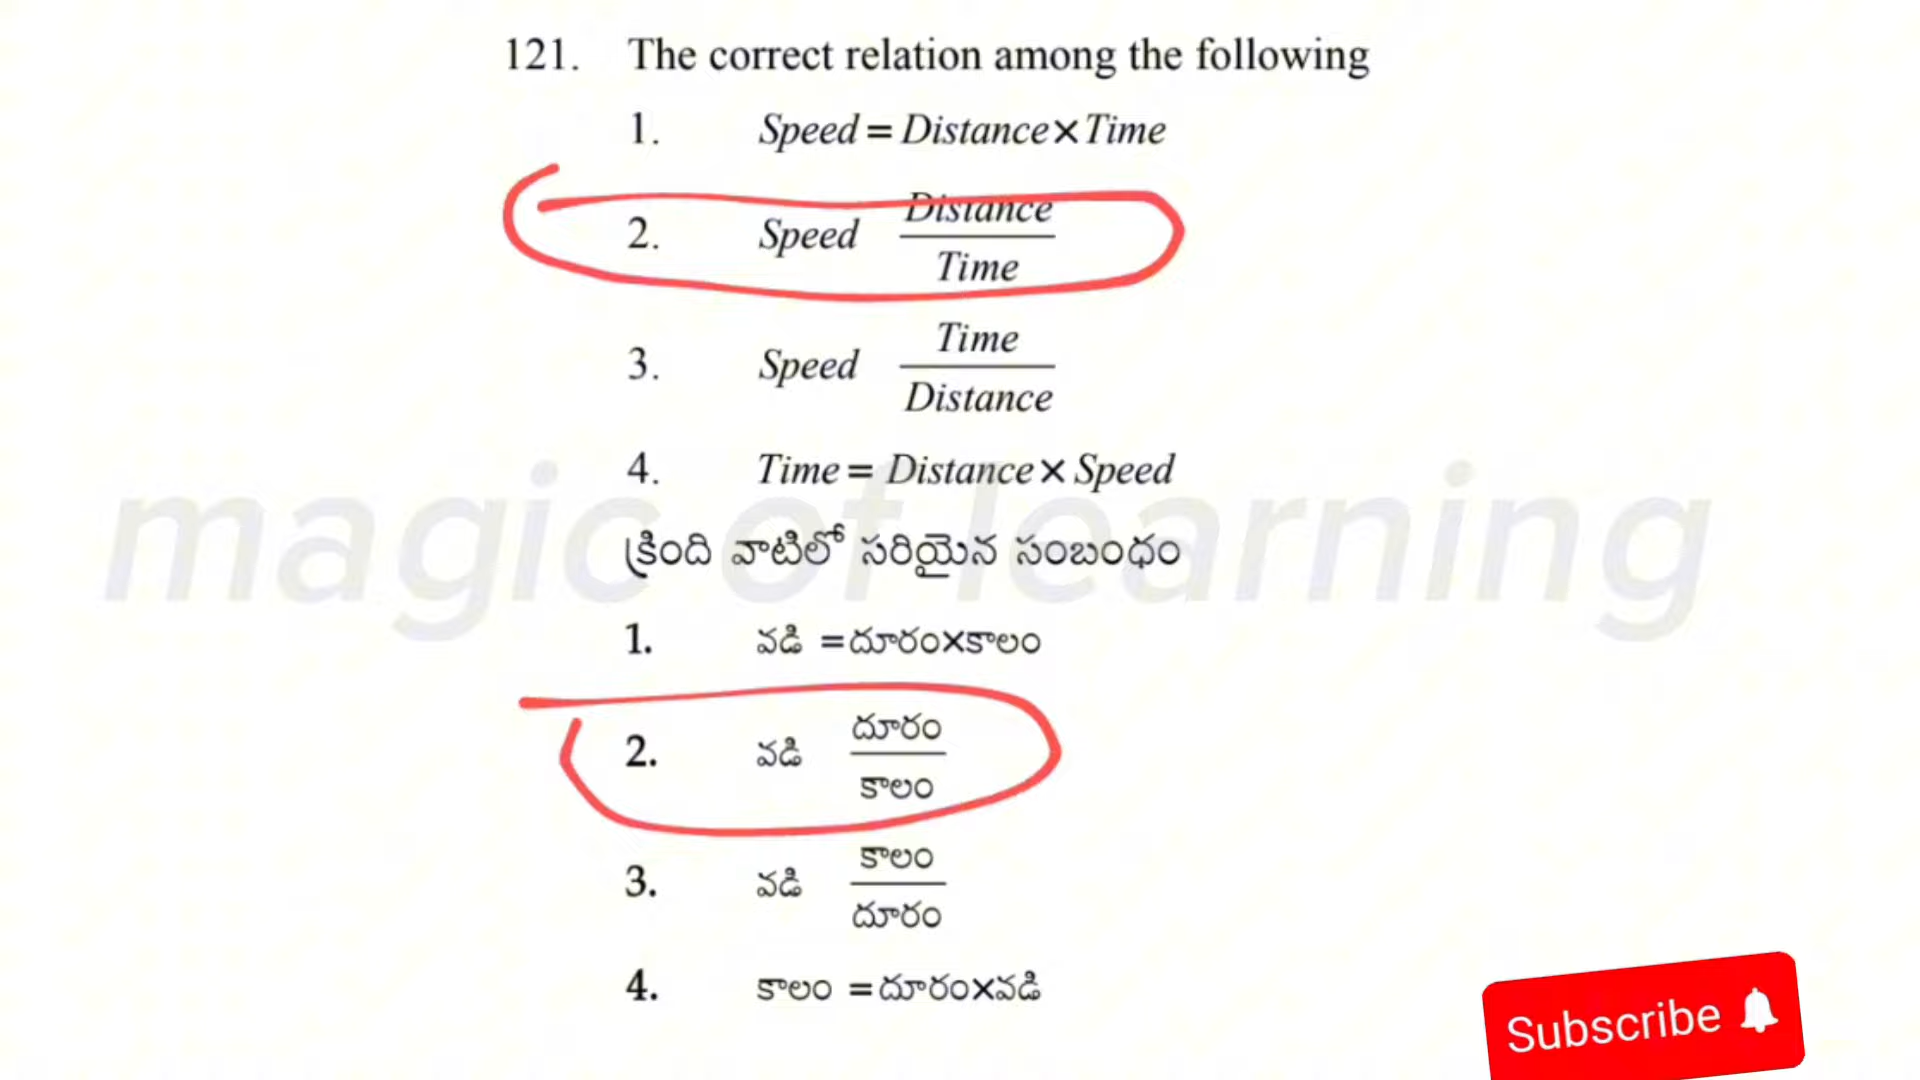 121. The correct relation among the following
1. Speed = Distance × Time
2. Speed Distance
Time
3. Speed Time
Distance
4. Time = Distance × Speed
magic of learning
క్రింది వాటిలో సరియైన సంబంధం
1. వడి =దూరం×కాలం
2. వడి దూరం
కాలం
3. వడి కాలం
దూరం
4. కాలం =దూరం×వడి
Subscribe